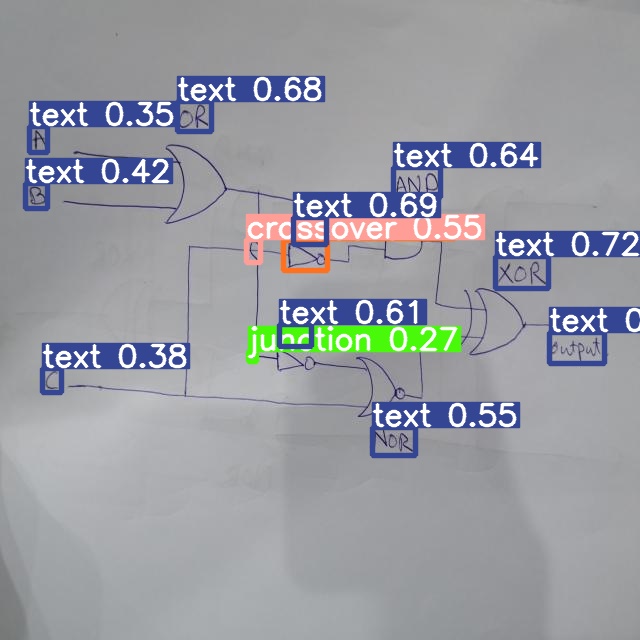 text 0.68
text 0.35
OR
A
text 0.42
B
text 0.64
AND
text 0.69
crossover 0.55
text 0.72
XOR
text 0.61
text 0
output
junction 0.27
text 0.38
C
text 0.55
NOR